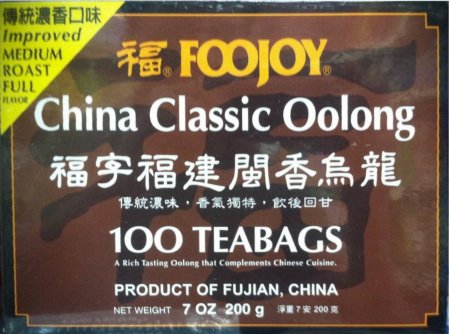 傳統濃香口味
Improved
MEDIUM
ROAST
FULL
FLAVOR
福® FOOJOY®
China Classic Oolong
福字福建閩香烏龍
傳統濃味，香氣獨特，飲後回甘
100 TEABAGS
A Rich Tasting Oolong that Complements Chinese Cuisine.
PRODUCT OF FUJIAN, CHINA
NET WEIGHT 7 OZ 200 g 淨重7安 200克